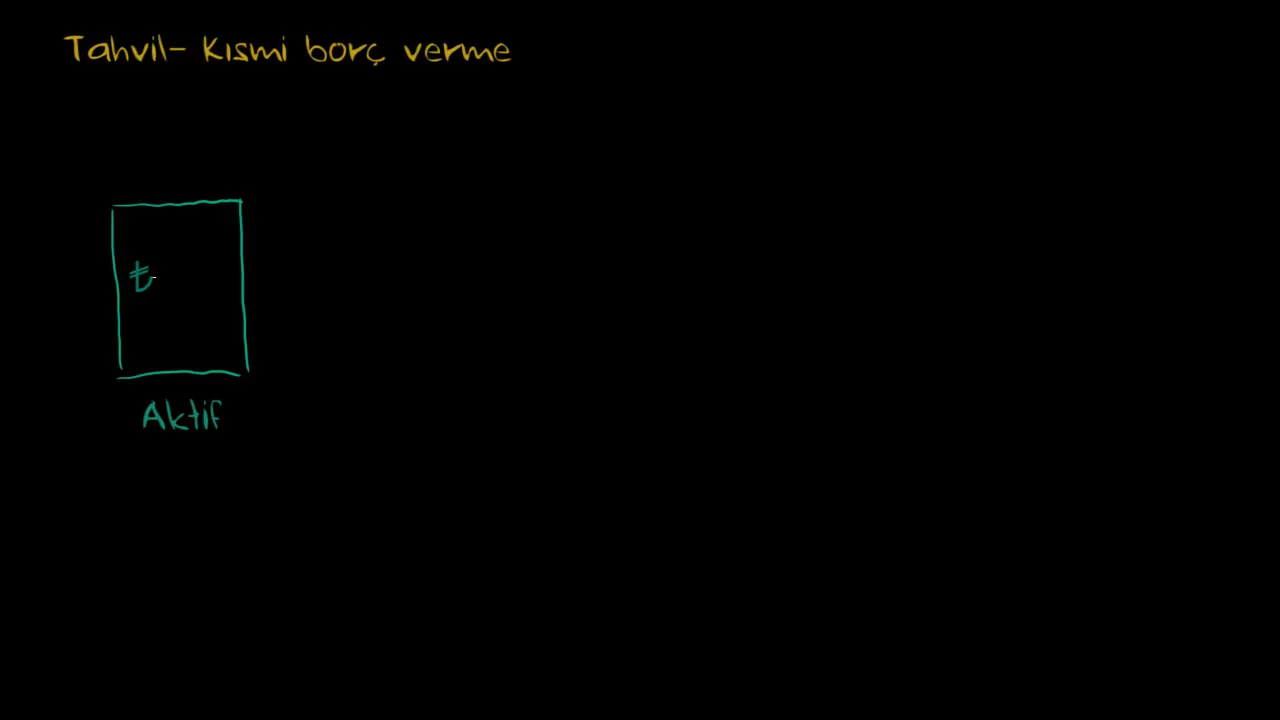 Tahvil- Kısmi borç verme
₺
Aktif